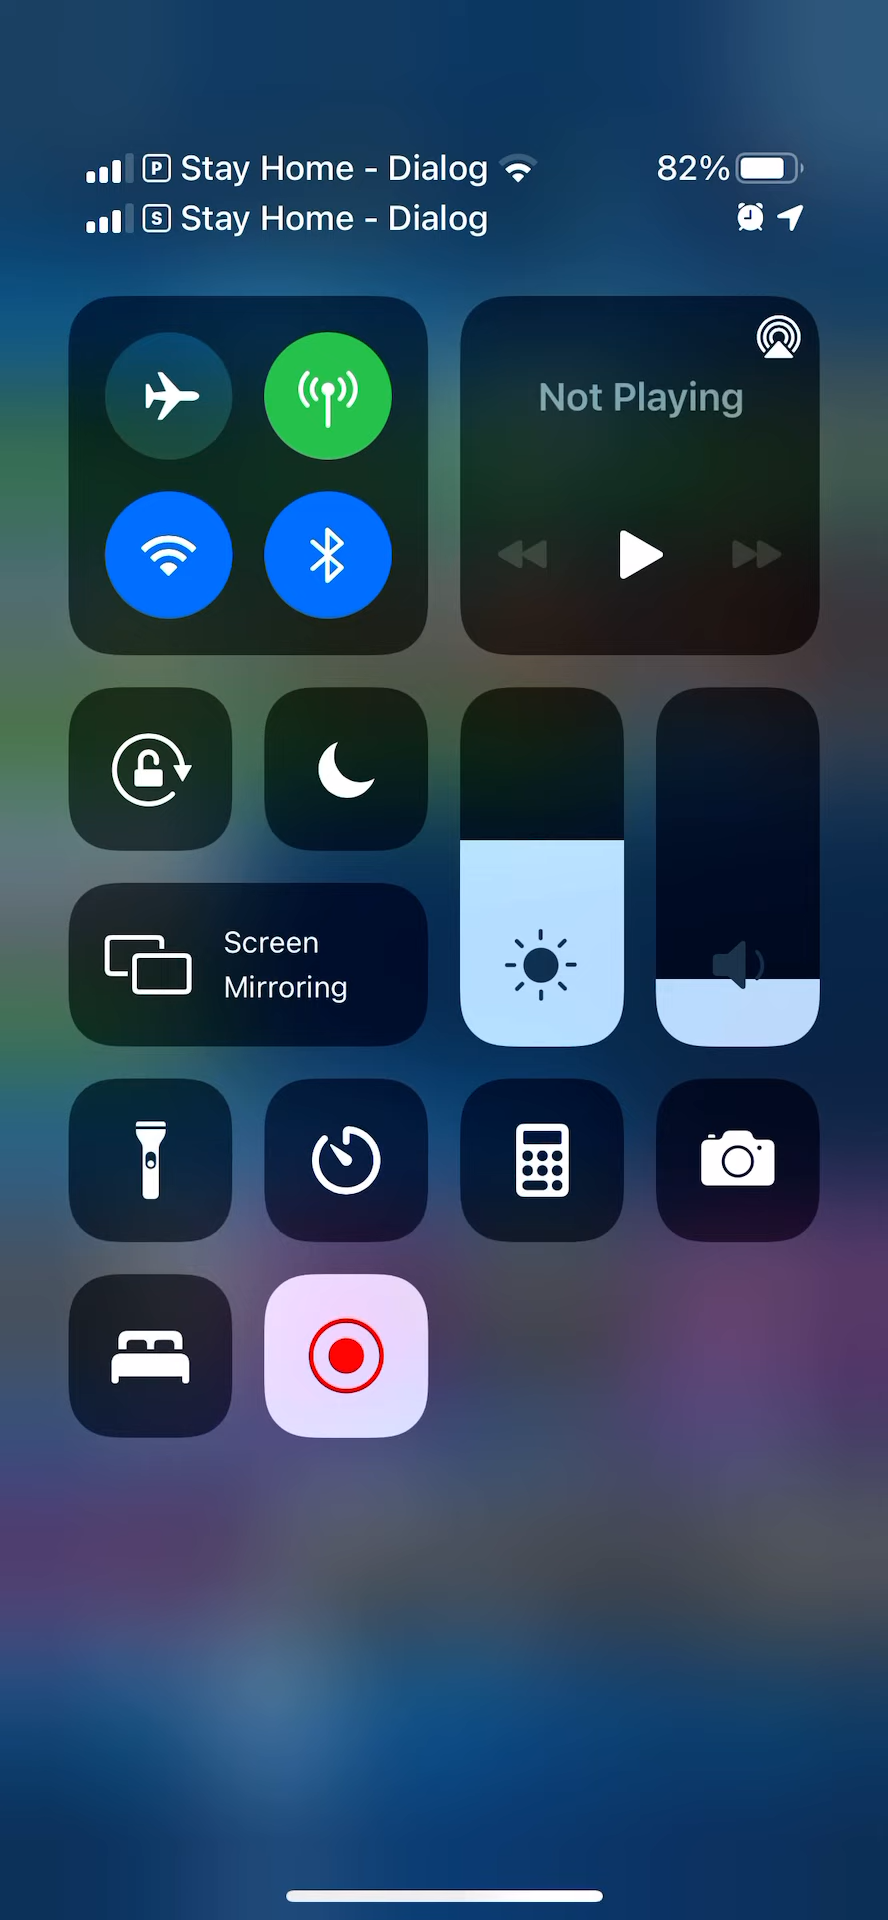 P Stay Home - Dialog 82%
S Stay Home - Dialog
Not Playing
Screen
Mirroring